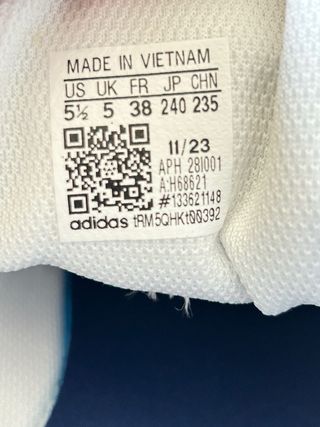 MADE IN VIETNAM
US UK FR JP CHN
5½ 5 38 240 235
11/23
APH 28I001
A:H68621
#133621148
adidas tRM5QHKt00392